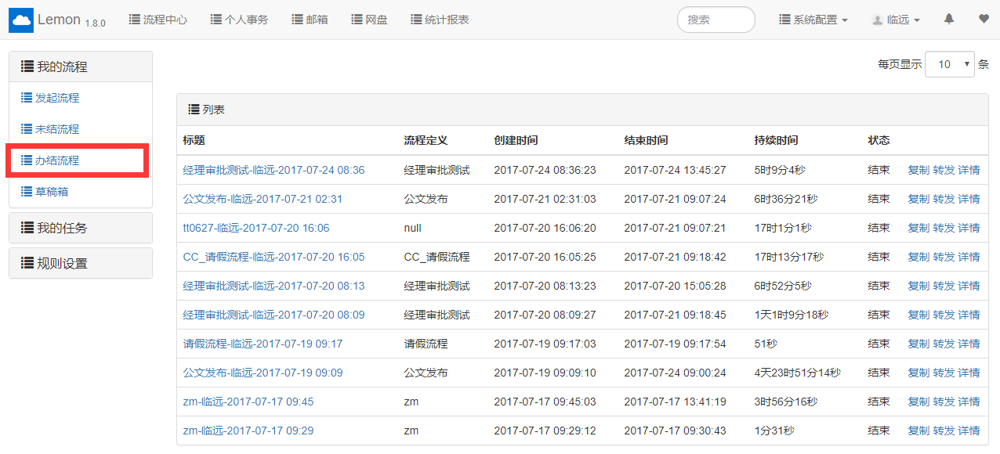 Lemon 1.8.0 流程中心 个人事务 邮箱 网盘 统计报表 搜索 系统配置 临远
我的流程
发起流程
未结流程
办结流程
草稿箱
我的任务
规则设置
每页显示 10 条
列表
标题 流程定义 创建时间 结束时间 持续时间 状态
经理审批测试-临远-2017-07-24 08:36 经理审批测试 2017-07-24 08:36:23 2017-07-24 13:45:27 5时9分4秒 结束 复制 转发 详情
公文发布-临远-2017-07-21 02:31 公文发布 2017-07-21 02:31:03 2017-07-21 09:07:24 6时36分21秒 结束 复制 转发 详情
tt0627-临远-2017-07-20 16:06 null 2017-07-20 16:06:20 2017-07-21 09:07:21 17时1分1秒 结束 复制 转发 详情
CC_请假流程-临远-2017-07-20 16:05 CC_请假流程 2017-07-20 16:05:25 2017-07-21 09:18:42 17时13分17秒 结束 复制 转发 详情
经理审批测试-临远-2017-07-20 08:13 经理审批测试 2017-07-20 08:13:23 2017-07-20 15:05:28 6时52分5秒 结束 复制 转发 详情
经理审批测试-临远-2017-07-20 08:09 经理审批测试 2017-07-20 08:09:27 2017-07-21 09:18:45 1天1时9分18秒 结束 复制 转发 详情
请假流程-临远-2017-07-19 09:17 请假流程 2017-07-19 09:17:03 2017-07-19 09:17:54 51秒 结束 复制 转发 详情
公文发布-临远-2017-07-19 09:09 公文发布 2017-07-19 09:09:10 2017-07-24 09:00:24 4天23时51分14秒 结束 复制 转发 详情
zm-临远-2017-07-17 09:45 zm 2017-07-17 09:45:03 2017-07-17 13:41:19 3时56分16秒 结束 复制 转发 详情
zm-临远-2017-07-17 09:29 zm 2017-07-17 09:29:12 2017-07-17 09:30:43 1分31秒 结束 复制 转发 详情